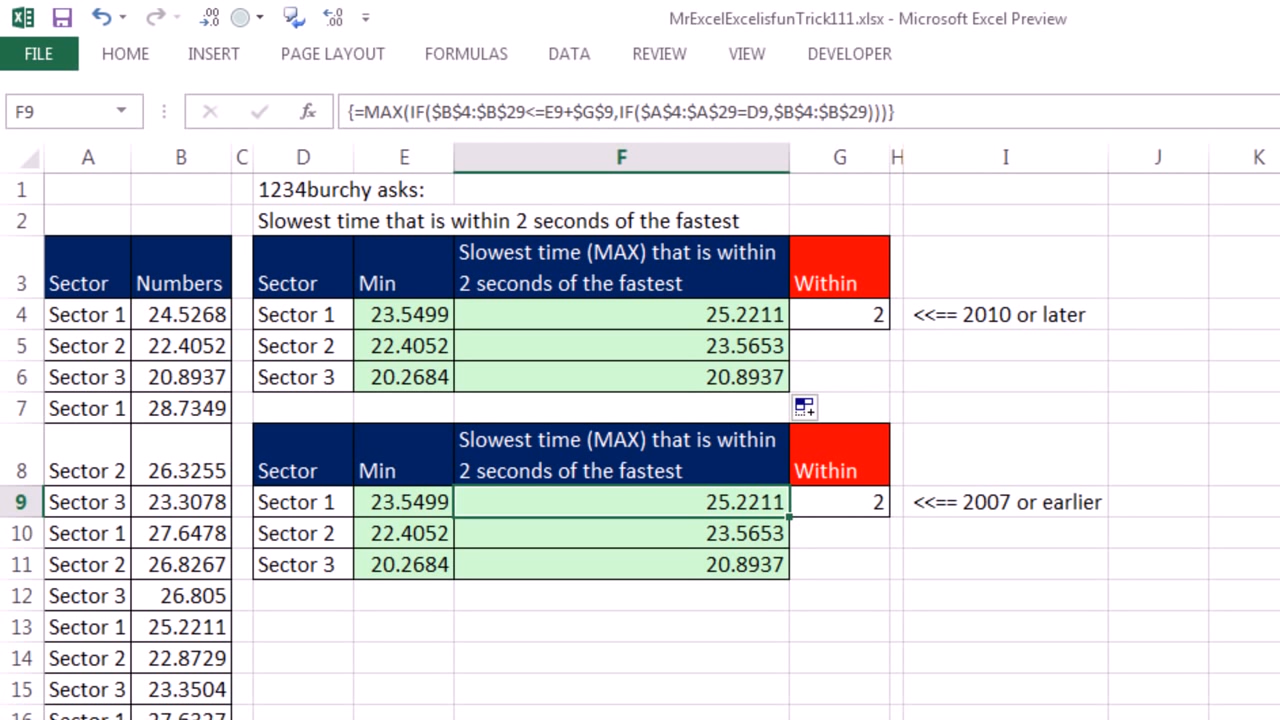 MrExcelExcelisfunTrick111.xlsx - Microsoft Excel Preview
FILE HOME INSERT PAGE LAYOUT FORMULAS DATA REVIEW VIEW DEVELOPER
F9 fx {=MAX(IF($B$4:$B$29<=E9+$G$9,IF($A$4:$A$29=D9,$B$4:$B$29)))}
A B C D E F G H I J K
1 1234burchy asks:
2 Slowest time that is within 2 seconds of the fastest
Slowest time (MAX) that is within
3 Sector Numbers Sector Min 2 seconds of the fastest Within
4 Sector 1 24.5268 Sector 1 23.5499 25.2211 2 <<== 2010 or later
5 Sector 2 22.4052 Sector 2 22.4052 23.5653
6 Sector 3 20.8937 Sector 3 20.2684 20.8937
7 Sector 1 28.7349
Slowest time (MAX) that is within
8 Sector 2 26.3255 Sector Min 2 seconds of the fastest Within
9 Sector 3 23.3078 Sector 1 23.5499 25.2211 2 <<== 2007 or earlier
10 Sector 1 27.6478 Sector 2 22.4052 23.5653
11 Sector 2 26.8267 Sector 3 20.2684 20.8937
12 Sector 3 26.805
13 Sector 1 25.2211
14 Sector 2 22.8729
15 Sector 3 23.3504
16 Sector 1 27.6327